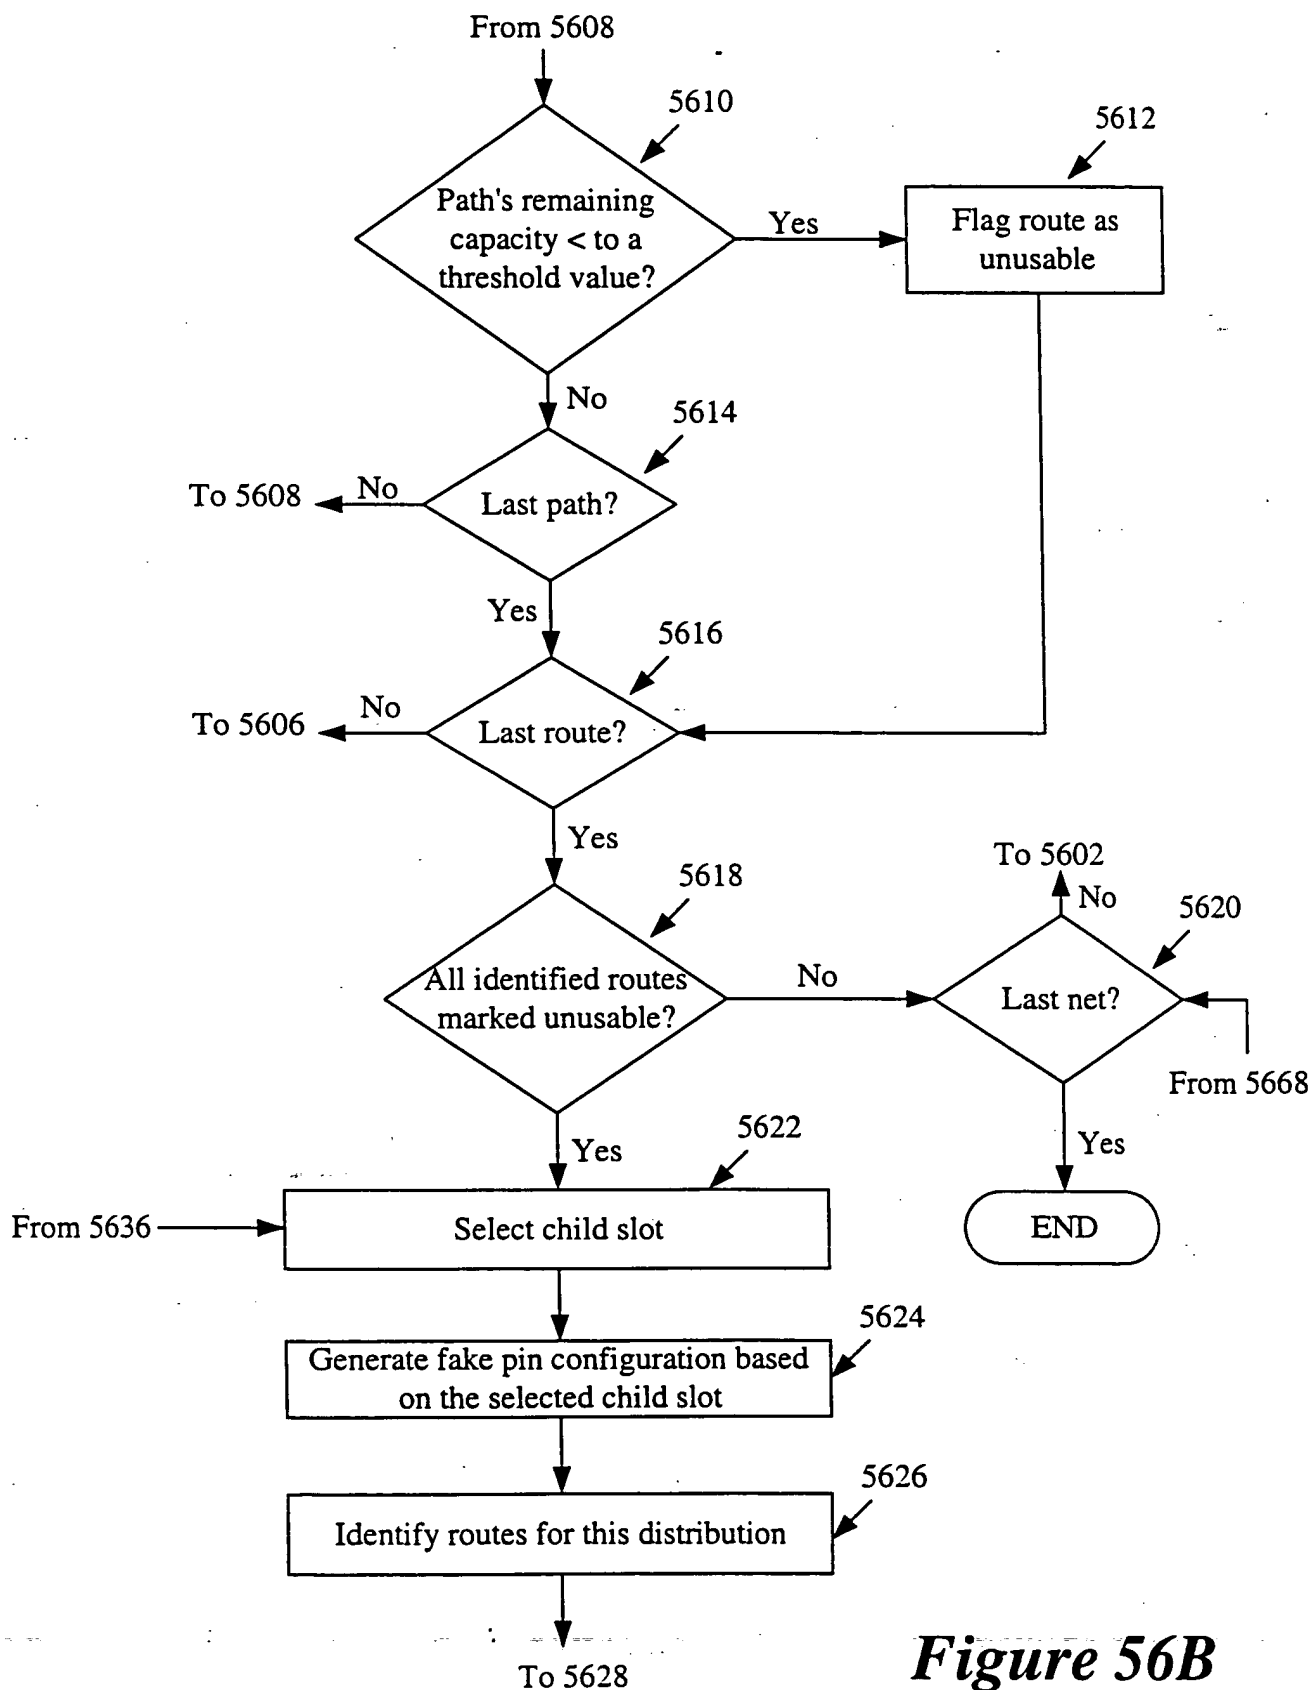 From 5608
5610
5612
Path's remaining
capacity < to a
threshold value?
Yes
Flag route as
unusable
No
5614
To 5608
No
Last path?
Yes
5616
To 5606
No
Last route?
Yes
To 5602
No
5618
5620
All identified routes
marked unusable?
No
Last net?
From 5668
Yes
5622
Yes
From 5636
Select child slot
END
5624
Generate fake pin configuration based
on the selected child slot
5626
Identify routes for this distribution
To 5628
Figure 56B